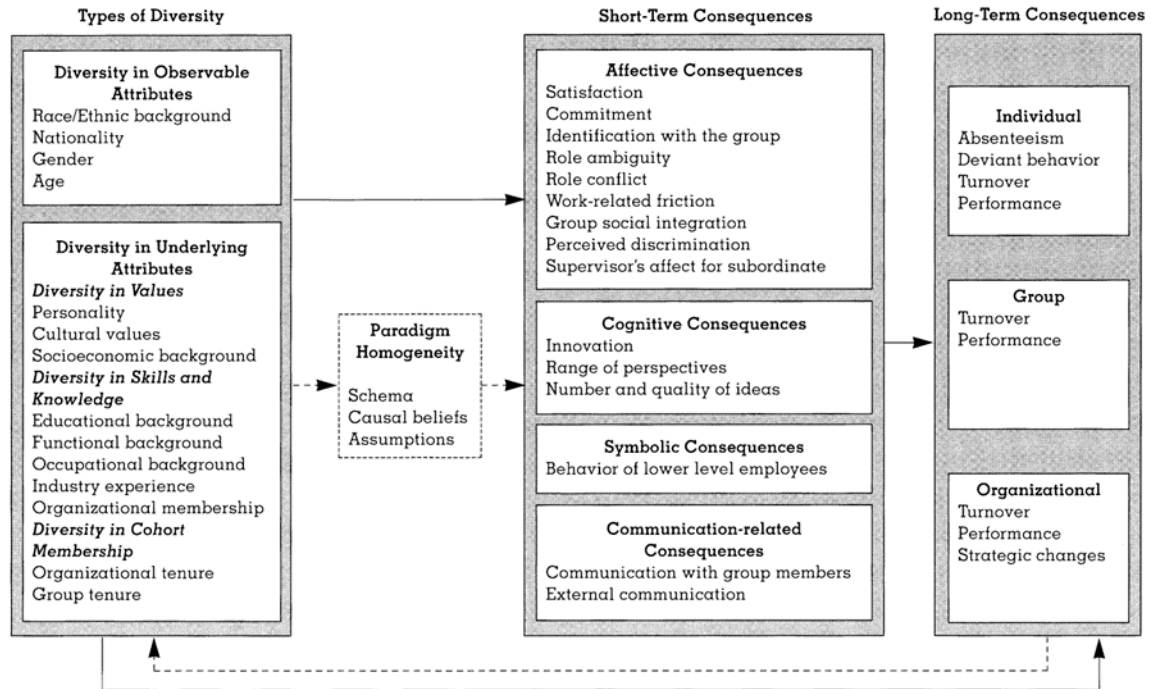 Types of Diversity
Diversity in Observable
Attributes
Race/Ethnic background
Nationality
Gender
Age
Diversity in Underlying
Attributes
Diversity in Values
Personality
Cultural values
Socioeconomic background
Diversity in Skills and
Knowledge
Educational background
Functional background
Occupational background
Industry experience
Organizational membership
Diversity in Cohort
Membership
Organizational tenure
Group tenure
Paradigm
Homogeneity
Schema
Causal beliefs
Assumptions
Short-Term Consequences
Affective Consequences
Satisfaction
Commitment
Identification with the group
Role ambiguity
Role conflict
Work-related friction
Group social integration
Perceived discrimination
Supervisor's affect for subordinate
Cognitive Consequences
Innovation
Range of perspectives
Number and quality of ideas
Symbolic Consequences
Behavior of lower level employees
Communication-related
Consequences
Communication with group members
External communication
Long-Term Consequences
Individual
Absenteeism
Deviant behavior
Turnover
Performance
Group
Turnover
Performance
Organizational
Turnover
Performance
Strategic changes